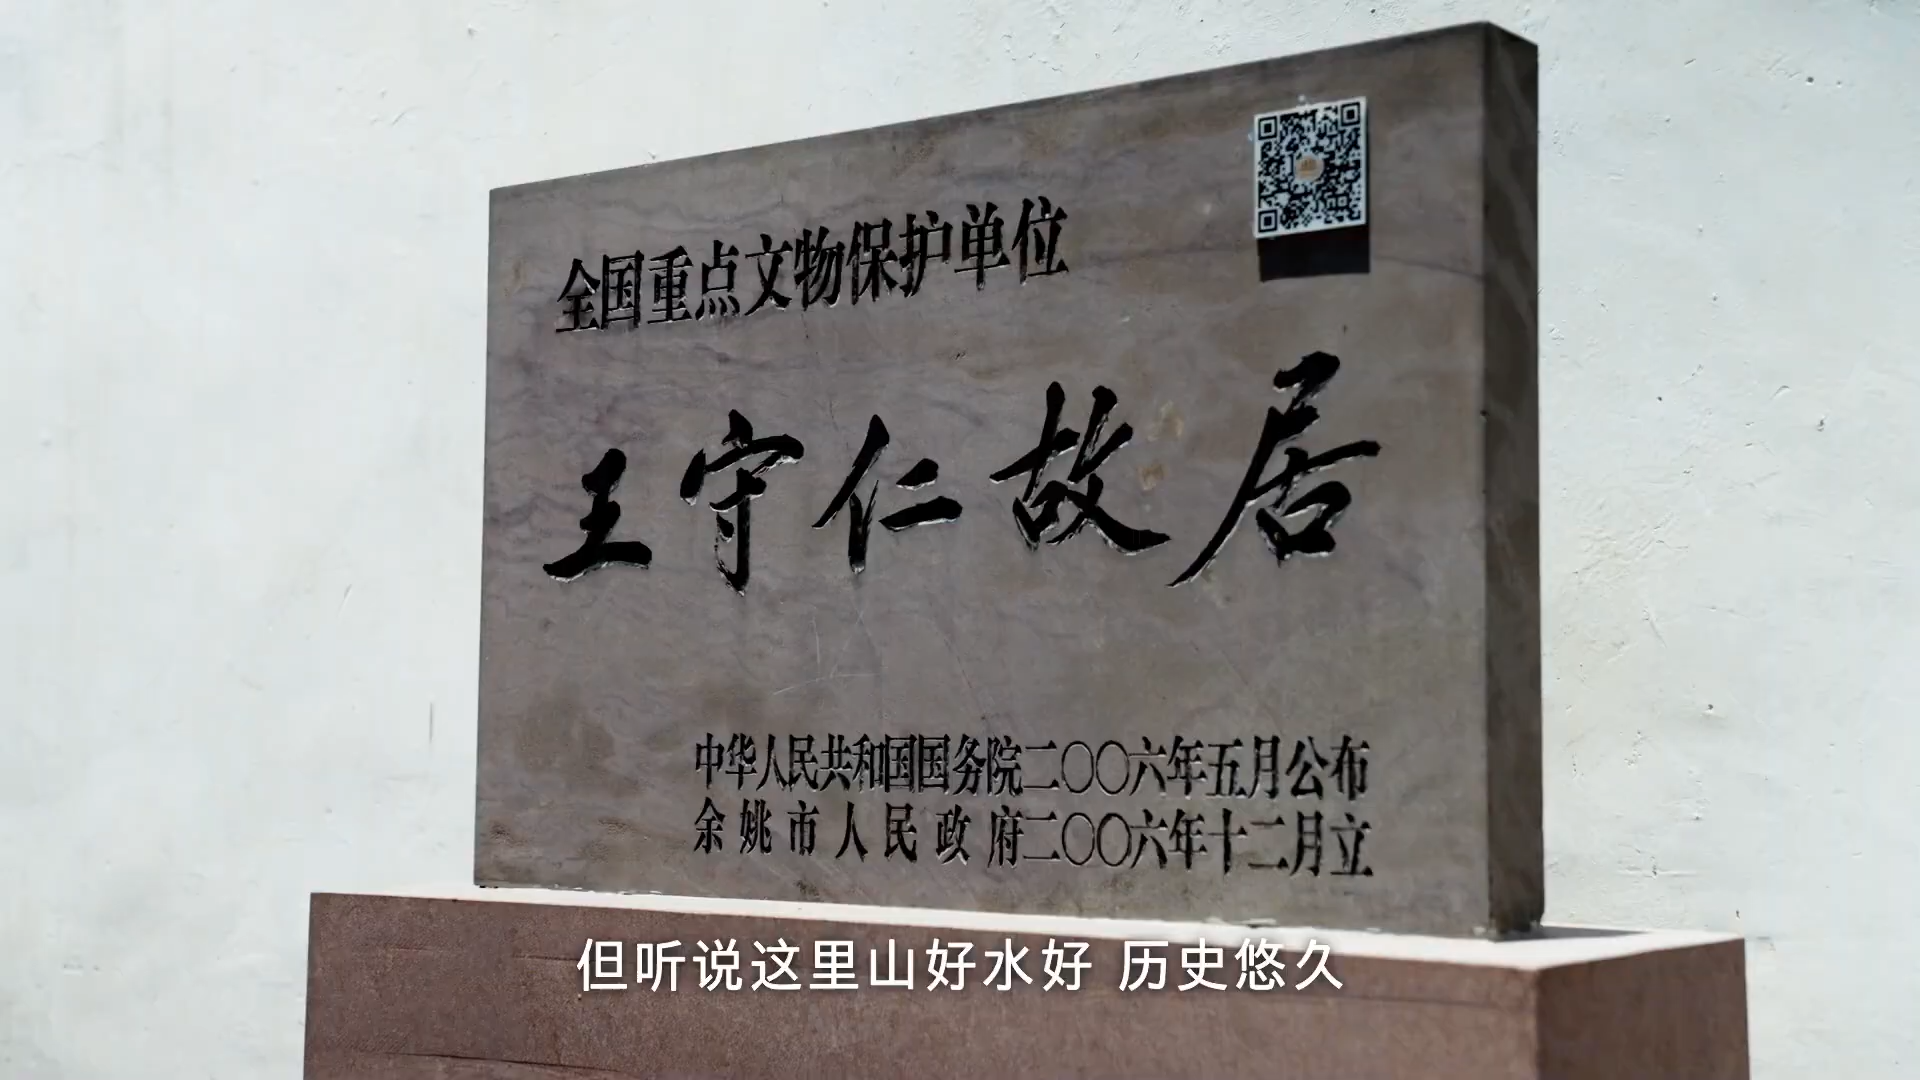 全国重点文物保护单位
王守仁故居
中华人民共和国国务院二〇〇六年五月公布
余姚市人民政府二〇〇六年十二月立
但听说这里山好水好 历史悠久